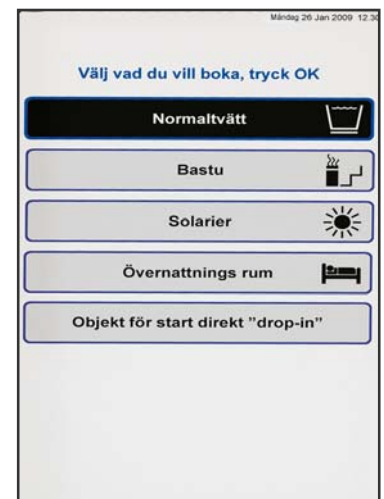 Måndag 26 Jan 2009 12.30
Välj vad du vill boka, tryck OK
Normaltvätt
Bastu
Solarier
Övernattnings rum
Objekt för start direkt ”drop-in”